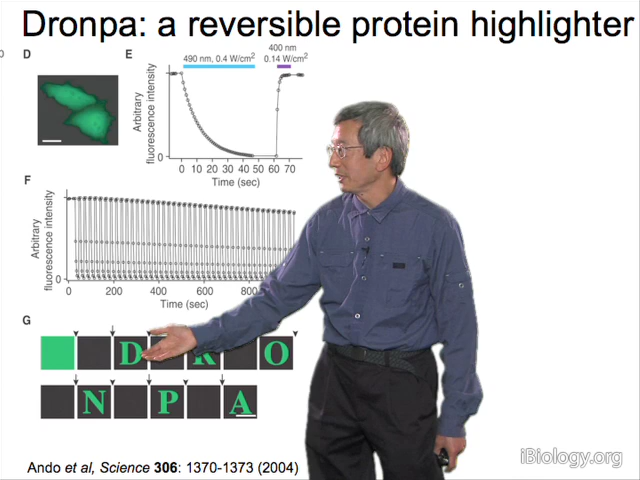 Dronpa: a reversible protein highlighter
D
E
490 nm, 0.4 W/cm²
400 nm
0.14 W/cm²
Arbitrary
fluorescence intensity
0
0 10 20 30 40 50 60 70
Time (sec)
F
Arbitrary
fluorescence intensity
0
0 200 400 600 800
Time (sec)
G
D R O
N P A
Ando et al, Science 306: 1370-1373 (2004)
iBiology.org